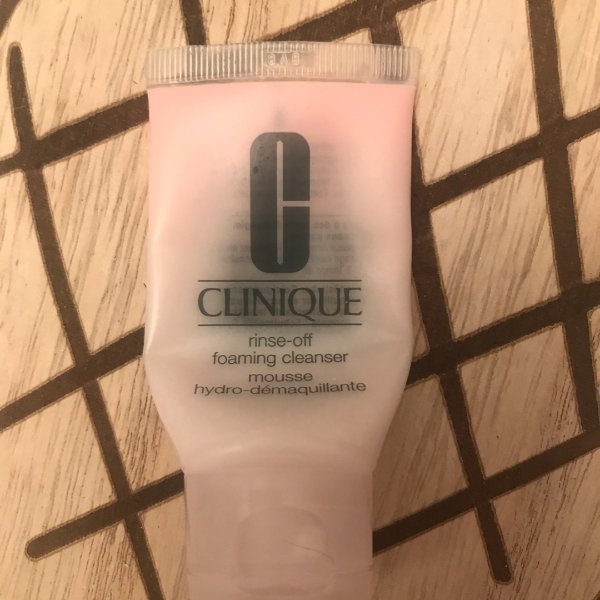 C
CLINIQUE
rinse-off
foaming cleanser
mousse
hydro-démaquillante